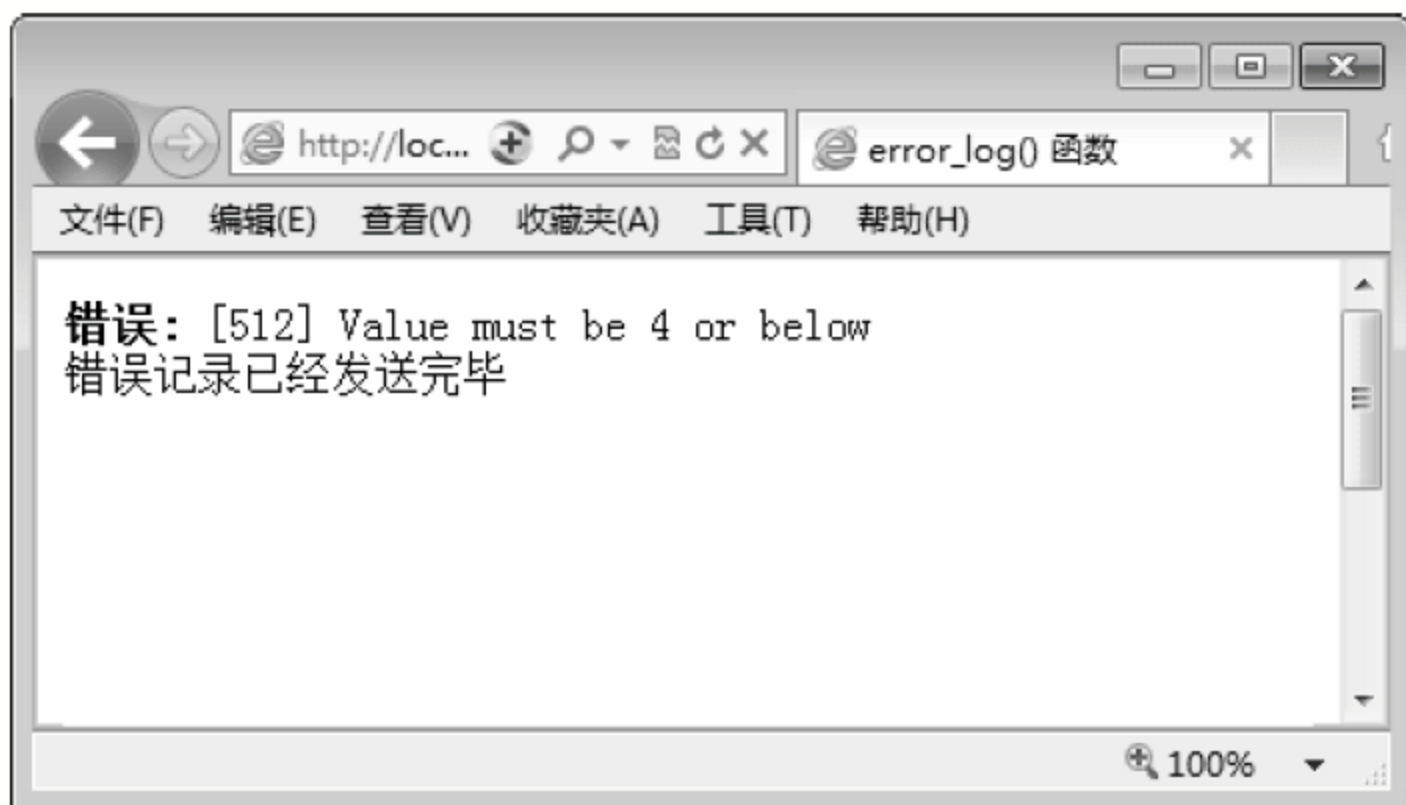 http://loc...
error_log() 函数
文件(F) 编辑(E) 查看(V) 收藏夹(A) 工具(T) 帮助(H)
错误: [512] Value must be 4 or below
错误记录已经发送完毕
100%